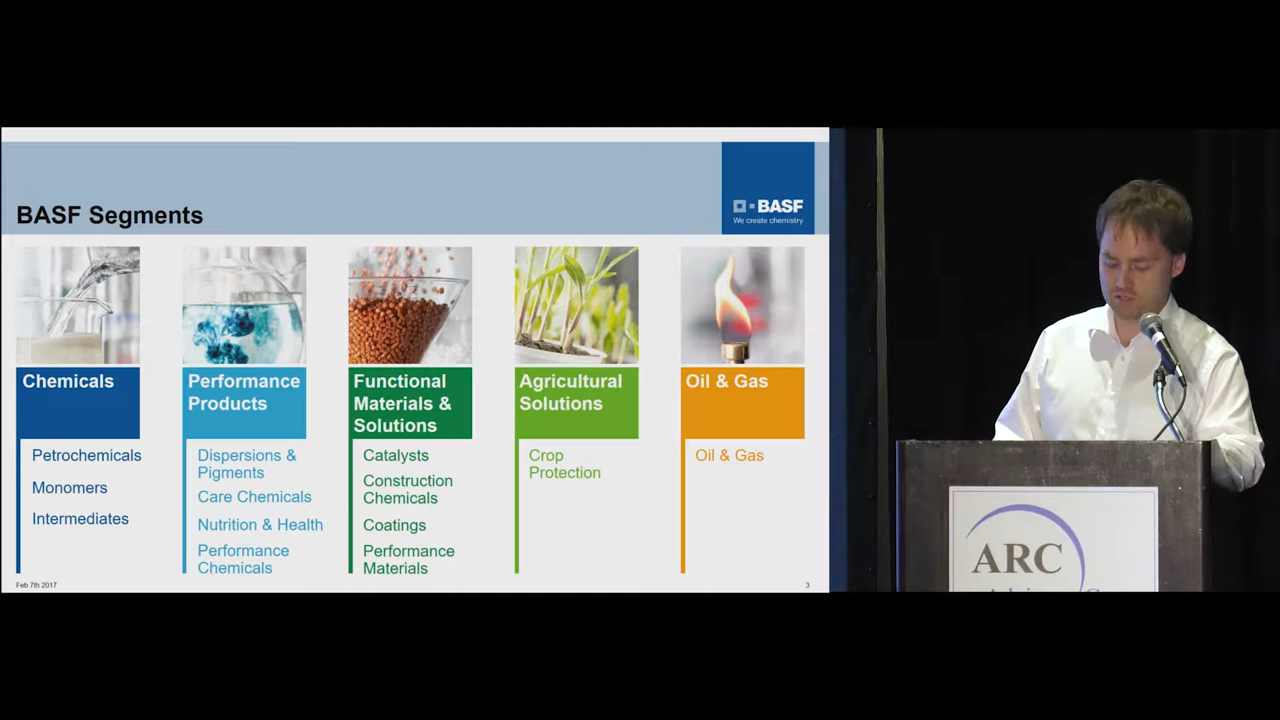 BASF Segments
BASF
We create chemistry
Chemicals
Petrochemicals
Monomers
Intermediates
Performance
Products
Dispersions &
Pigments
Care Chemicals
Nutrition & Health
Performance
Chemicals
Functional
Materials &
Solutions
Catalysts
Construction
Chemicals
Coatings
Performance
Materials
Agricultural
Solutions
Crop
Protection
Oil & Gas
Oil & Gas
Feb 7th 2017
3
ARC